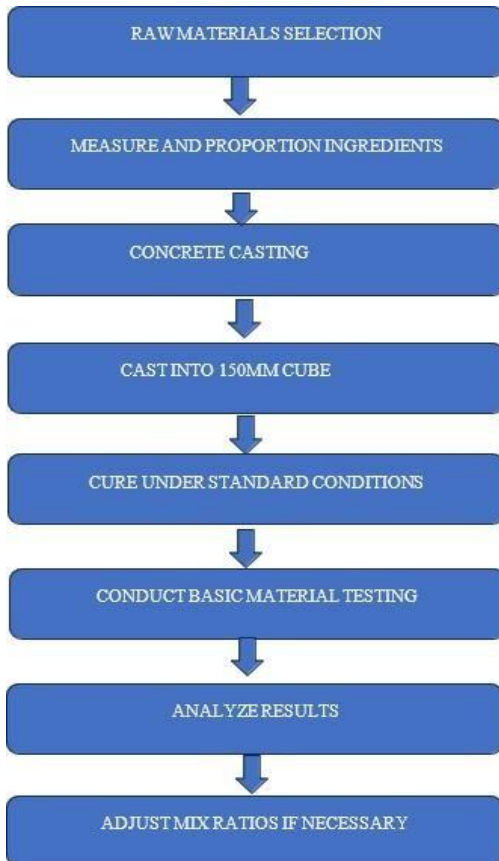 RAW MATERIALS SELECTION
MEASURE AND PROPORTION INGREDIENTS
CONCRETE CASTING
CAST INTO 150MM CUBE
CURE UNDER STANDARD CONDITIONS
CONDUCT BASIC MATERIAL TESTING
ANALYZE RESULTS
ADJUST MIX RATIOS IF NECESSARY